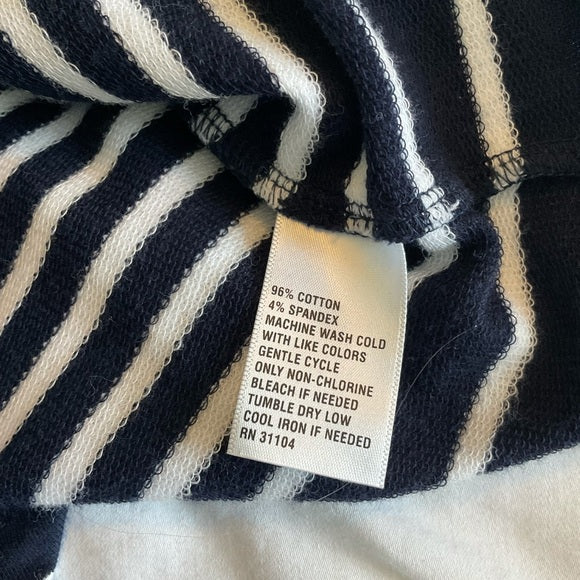 96% COTTON
4% SPANDEX
MACHINE WASH COLD
WITH LIKE COLORS
GENTLE CYCLE
ONLY NON-CHLORINE
BLEACH IF NEEDED
TUMBLE DRY LOW
COOL IRON IF NEEDED
RN 31104